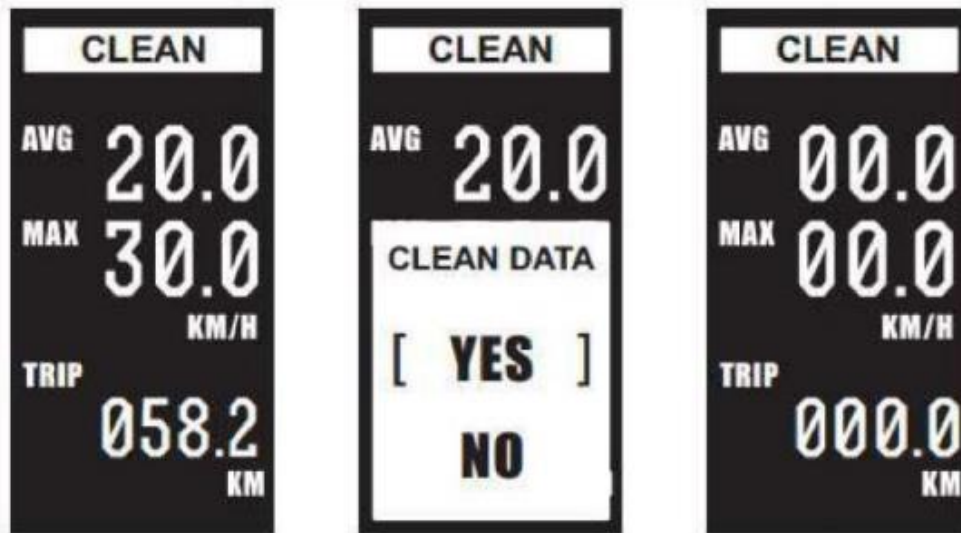 CLEAN
AVG 20.0
MAX 30.0
KM/H
TRIP
058.2
KM
CLEAN
AVG 20.0
CLEAN DATA
[ YES ]
NO
CLEAN
AVG 00.0
MAX 00.0
KM/H
TRIP
000.0
KM